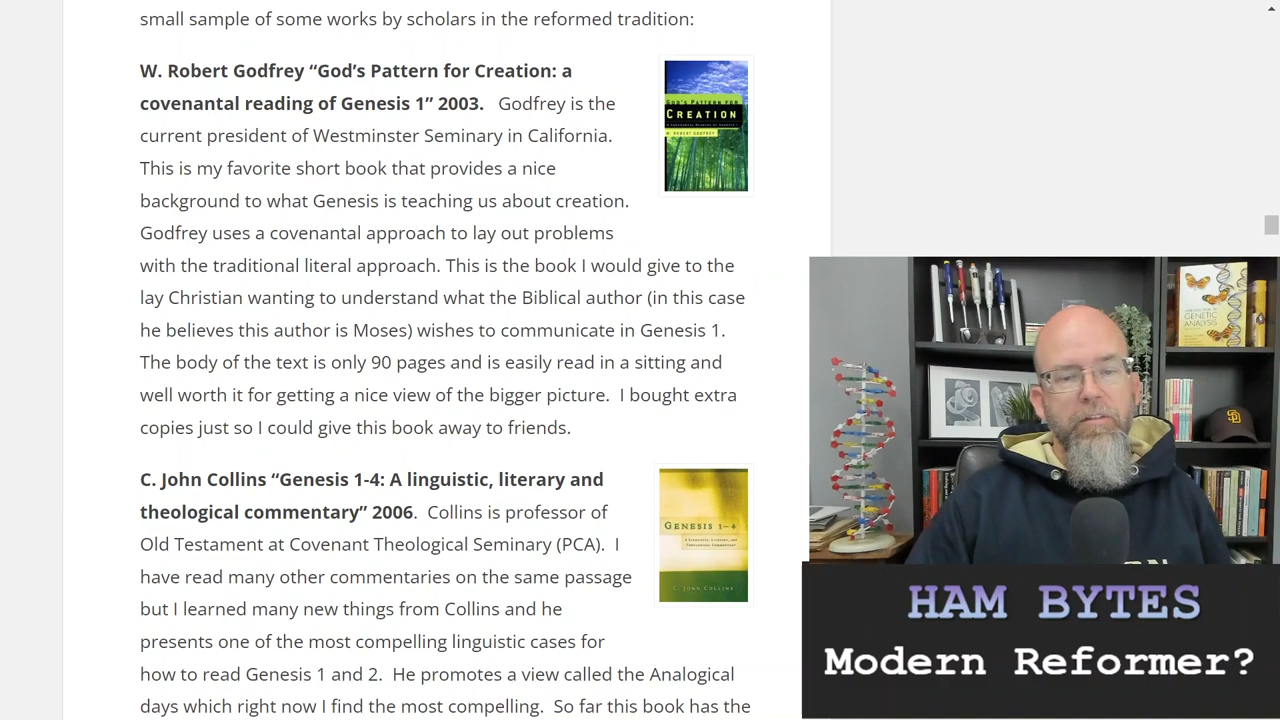 small sample of some works by scholars in the reformed tradition:
W. Robert Godfrey “God’s Pattern for Creation: a
covenantal reading of Genesis 1” 2003.   Godfrey is the
current president of Westminster Seminary in California.
This is my favorite short book that provides a nice
background to what Genesis is teaching us about creation.
Godfrey uses a covenantal approach to lay out problems
with the traditional literal approach. This is the book I would give to the
lay Christian wanting to understand what the Biblical author (in this case
he believes this author is Moses) wishes to communicate in Genesis 1.
The body of the text is only 90 pages and is easily read in a sitting and
well worth it for getting a nice view of the bigger picture.  I bought extra
copies just so I could give this book away to friends.
GOD'S PATTERN FOR
CREATION
W. ROBERT GODFREY
C. John Collins “Genesis 1-4: A linguistic, literary and
theological commentary” 2006.  Collins is professor of
Old Testament at Covenant Theological Seminary (PCA).  I
have read many other commentaries on the same passage
but I learned many new things from Collins and he
presents one of the most compelling linguistic cases for
how to read Genesis 1 and 2.  He promotes a view called the Analogical
days which right now I find the most compelling.  So far this book has the
GENESIS 1–4
C. JOHN COLLINS
GENETIC
ANALYSIS
SD
HAM BYTES
Modern Reformer?